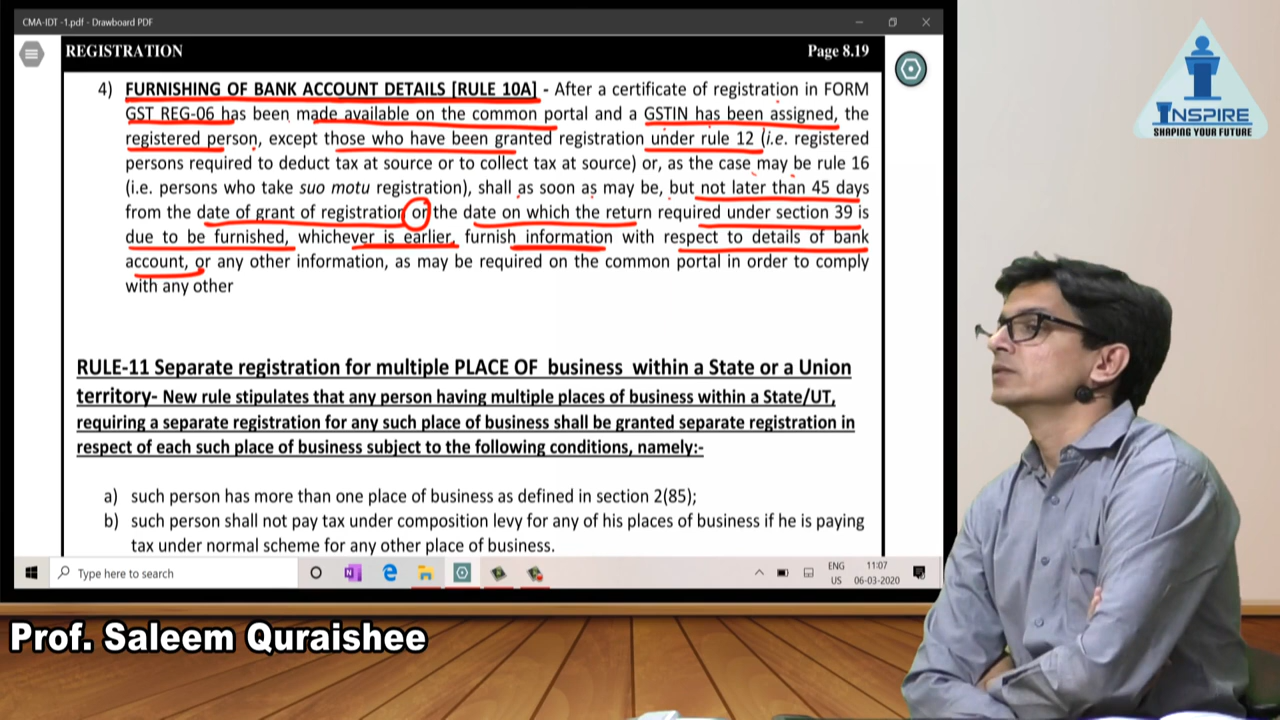 CMA-IDT -1.pdf - Drawboard PDF
REGISTRATION Page 8.19
4) FURNISHING OF BANK ACCOUNT DETAILS [RULE 10A] - After a certificate of registration in FORM
GST REG-06 has been made available on the common portal and a GSTIN has been assigned, the
registered person, except those who have been granted registration under rule 12 (i.e. registered
persons required to deduct tax at source or to collect tax at source) or, as the case may be rule 16
(i.e. persons who take suo motu registration), shall as soon as may be, but not later than 45 days
from the date of grant of registration or the date on which the return required under section 39 is
due to be furnished, whichever is earlier, furnish information with respect to details of bank
account, or any other information, as may be required on the common portal in order to comply
with any other
RULE-11 Separate registration for multiple PLACE OF business within a State or a Union
territory- New rule stipulates that any person having multiple places of business within a State/UT,
requiring a separate registration for any such place of business shall be granted separate registration in
respect of each such place of business subject to the following conditions, namely:-
a) such person has more than one place of business as defined in section 2(85);
b) such person shall not pay tax under composition levy for any of his places of business if he is paying
tax under normal scheme for any other place of business.
Type here to search
ENG
US
11:07
06-03-2020
INSPIRE
SHAPING YOUR FUTURE
Prof. Saleem Quraishee